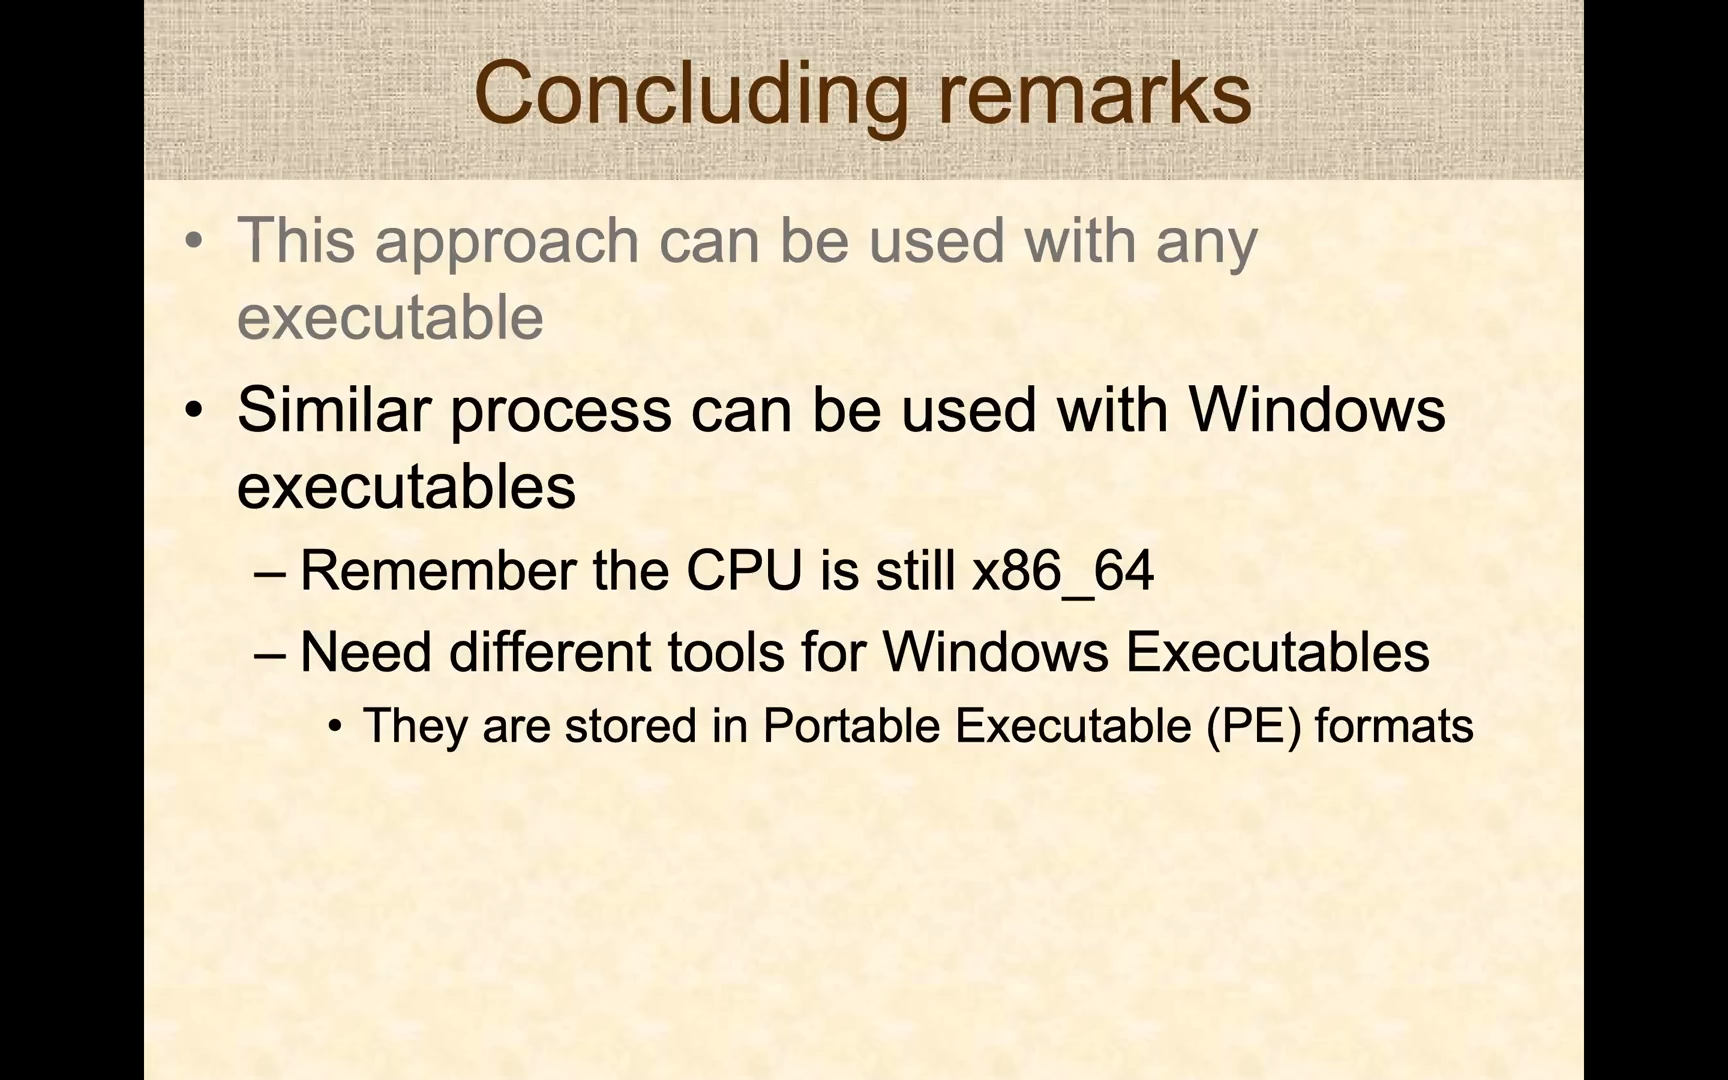 Concluding remarks
• This approach can be used with any
executable
• Similar process can be used with Windows
executables
– Remember the CPU is still x86_64
– Need different tools for Windows Executables
• They are stored in Portable Executable (PE) formats